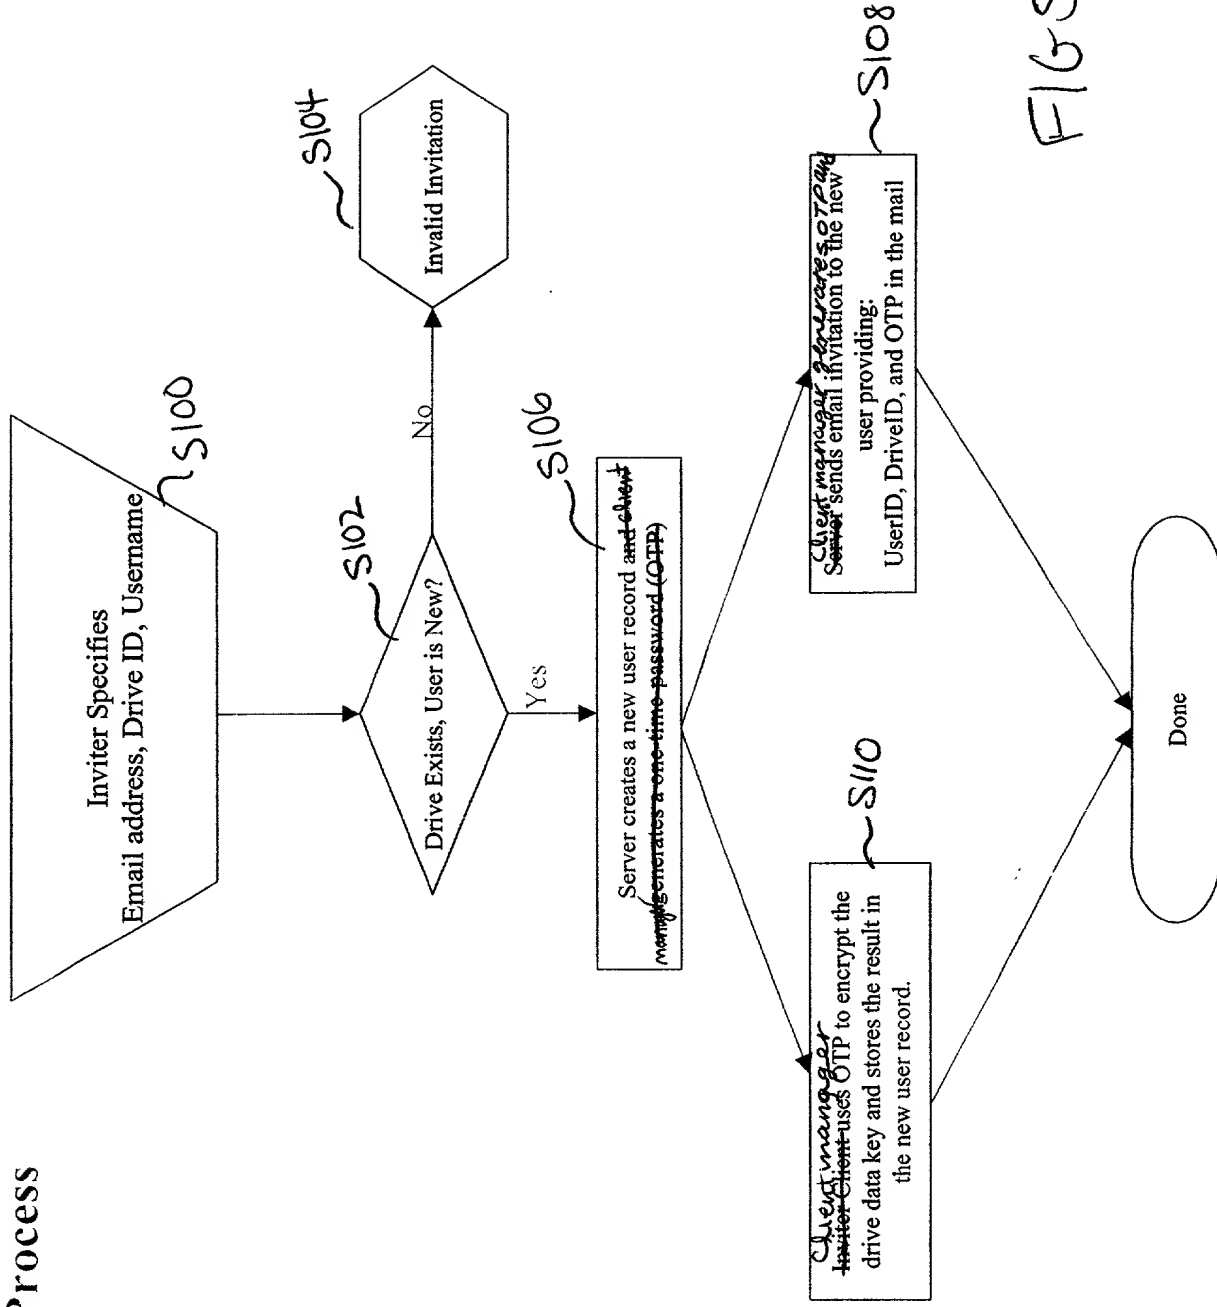 Process
Inviter Specifies
Email address, Drive ID, Username
S100
Drive Exists, User is New?
S102
No
Invalid Invitation
S104
Yes
Server creates a new user record and client
generates a one-time password (OTP)
S106
Client manager
Inviter Client uses OTP to encrypt the
drive data key and stores the result in
the new user record.
S110
Client manager generates OTP and
Server sends email invitation to the new
user providing:
UserID, DriveID, and OTP in the mail
S108
Done
FIG